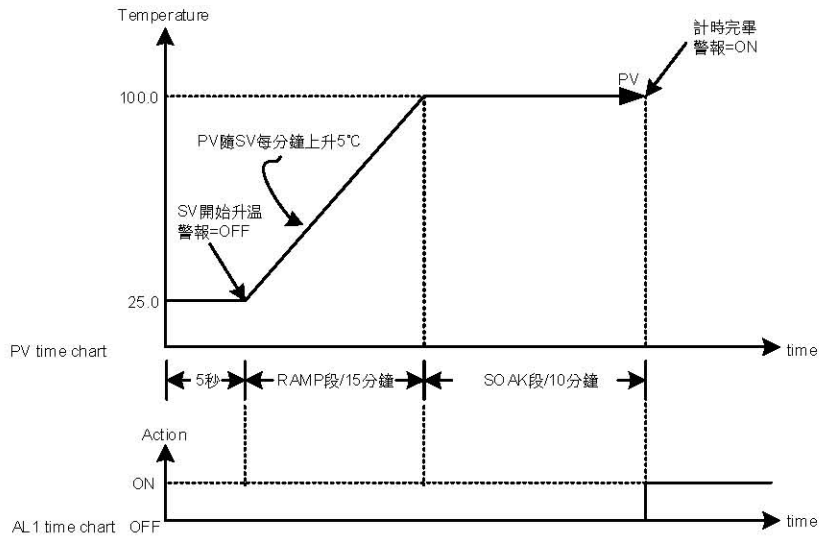 Temperature
計時完畢
警報=ON
PV
100.0
PV隨SV每分鐘上升5℃
SV開始升温
警報=OFF
25.0
PV time chart
time
5秒
RAMP段/15分鐘
SOAK段/10分鐘
Action
ON
AL1 time chart
OFF
time